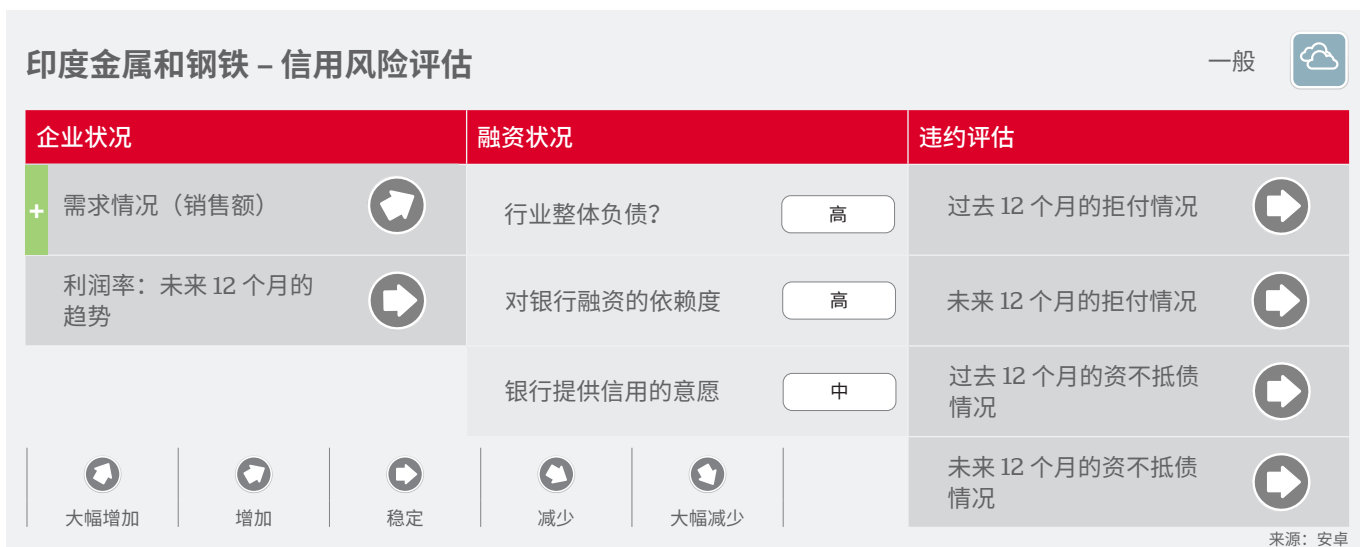 印度金属和钢铁 – 信用风险评估
一般
企业状况
融资状况
违约评估
+
需求情况（销售额）
行业整体负债？
高
过去 12 个月的拒付情况
利润率：未来 12 个月的
趋势
对银行融资的依赖度
高
未来 12 个月的拒付情况
银行提供信用的意愿
中
过去 12 个月的资不抵债
情况
未来 12 个月的资不抵债
情况
大幅增加
增加
稳定
减少
大幅减少
来源：安卓